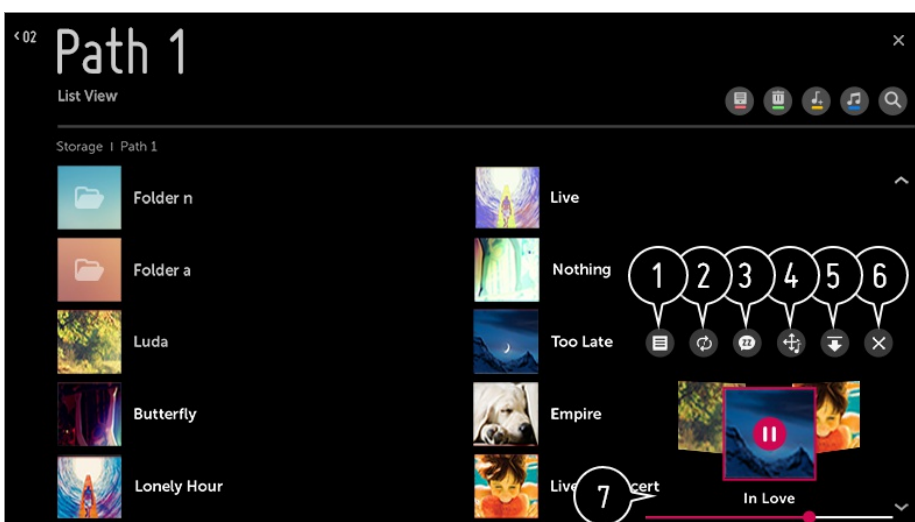 <02
Path 1
List View
Storage I Path 1
Folder n
Folder a
Luda
Butterfly
Lonely Hour
Live
Nothing
Too Late
Empire
1
2
3
4
5
6
zz
7
In Love